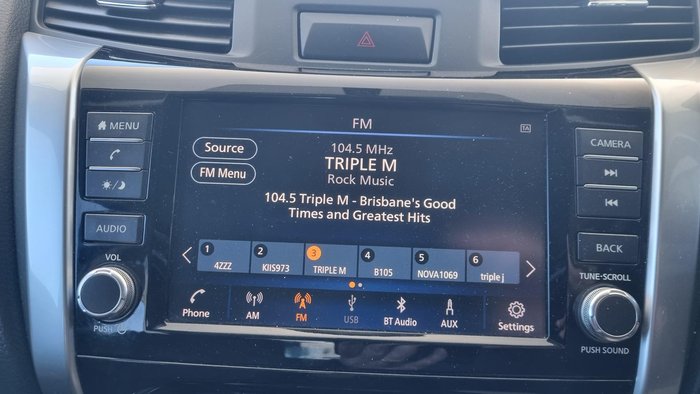 FM
TA
MENU
Source
104.5 MHz
TRIPLE M
Rock Music
FM Menu
104.5 Triple M - Brisbane's Good
Times and Greatest Hits
CAMERA
AUDIO
BACK
1 2 3 4 5 6
4ZZZ KIIS973 TRIPLE M B105 NOVA1069 triple j
VOL
TUNE·SCROLL
Phone AM FM USB BT Audio AUX Settings
PUSH
PUSH SOUND